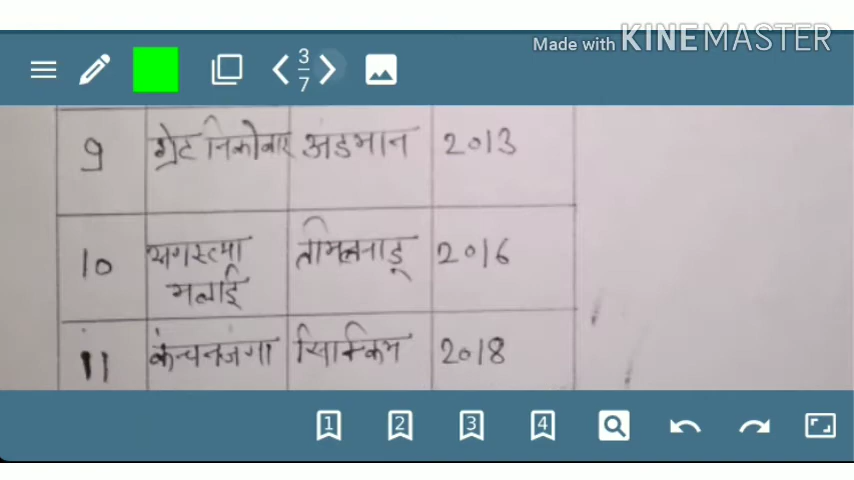 Made with KINEMASTER
3
7
9 ग्रेट निकोबार अंडमान 2013
10 अगस्त्या तमिलनाडू 2016
मलाई
11 कंचनजंगा सिक्किम 2018
1 2 3 4